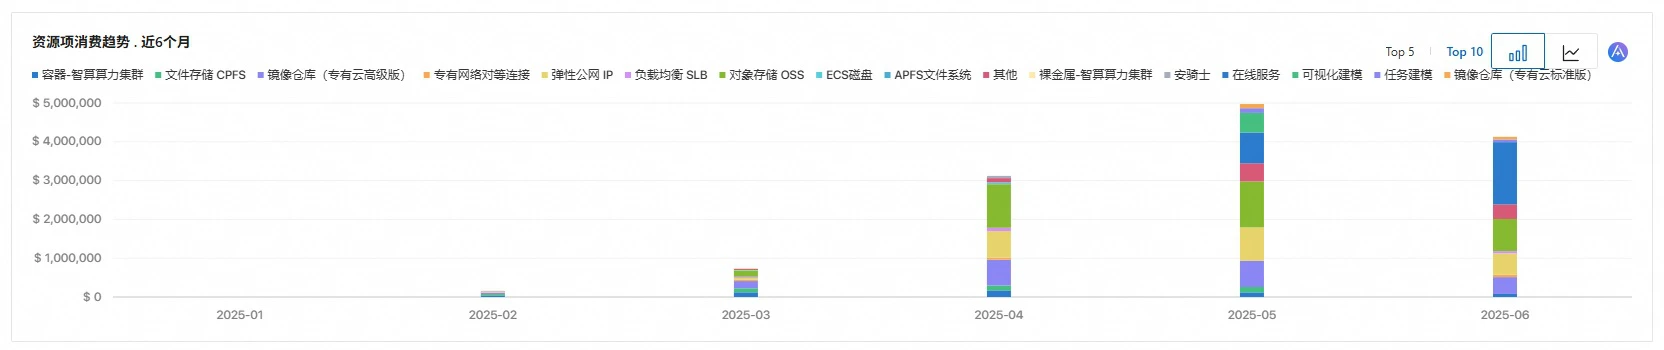 资源项消费趋势 . 近6个月
Top 5 Top 10
容器-智算算力集群 文件存储 CPFS 镜像仓库（专有云高级版） 专有网络对等连接 弹性公网 IP 负载均衡 SLB 对象存储 OSS ECS磁盘 APFS文件系统 其他 裸金属-智算算力集群 安骑士 在线服务 可视化建模 任务建模 镜像仓库（专有云标准版）
$ 5,000,000
$ 4,000,000
$ 3,000,000
$ 2,000,000
$ 1,000,000
$ 0
2025-01 2025-02 2025-03 2025-04 2025-05 2025-06